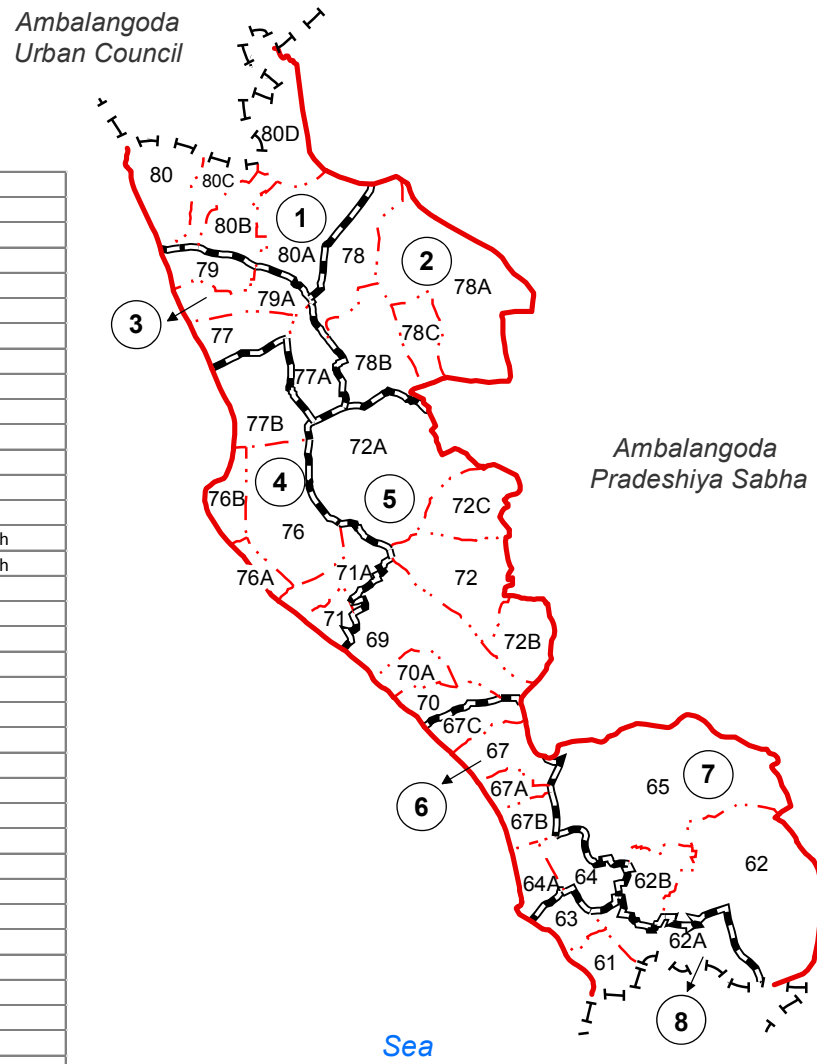 Ambalangoda
Urban Council
80D
80
80C
1
80B
80A
78
2
79
78A
79A
3
77
78C
78B
77A
77B
72A
Ambalangoda
Pradeshiya Sabha
4
5
76B
72C
76
h
h
76A
71A
72
71
69
72B
70A
70
67C
67
7
65
67A
6
67B
62
64A
64
62B
63
62A
61
8
Sea